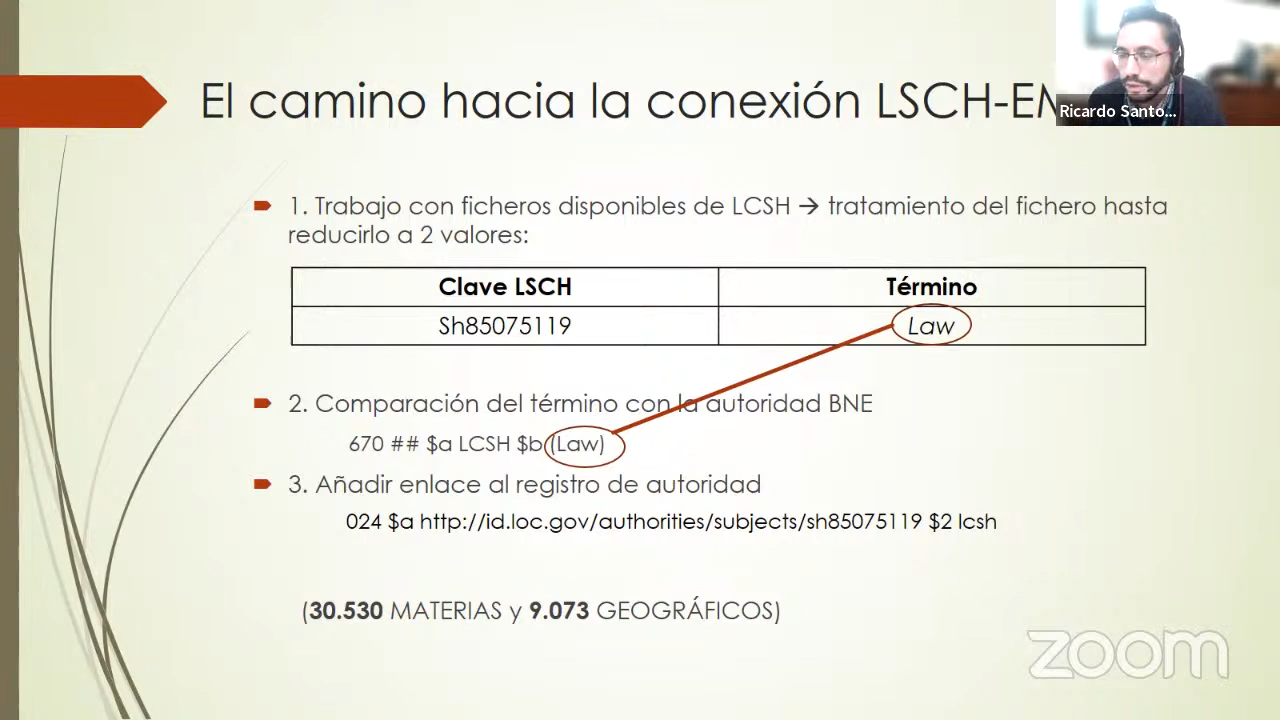 El camino hacia la conexión LSCH-EM
Ricardo Santo...
1. Trabajo con ficheros disponibles de LCSH → tratamiento del fichero hasta
reducirlo a 2 valores:
Clave LSCH Término
Sh85075119 Law
2. Comparación del término con la autoridad BNE
670 ## $a LCSH $b (Law)
3. Añadir enlace al registro de autoridad
024 $a http://id.loc.gov/authorities/subjects/sh85075119 $2 lcsh
(30.530 MATERIAS y 9.073 GEOGRÁFICOS)
zoom